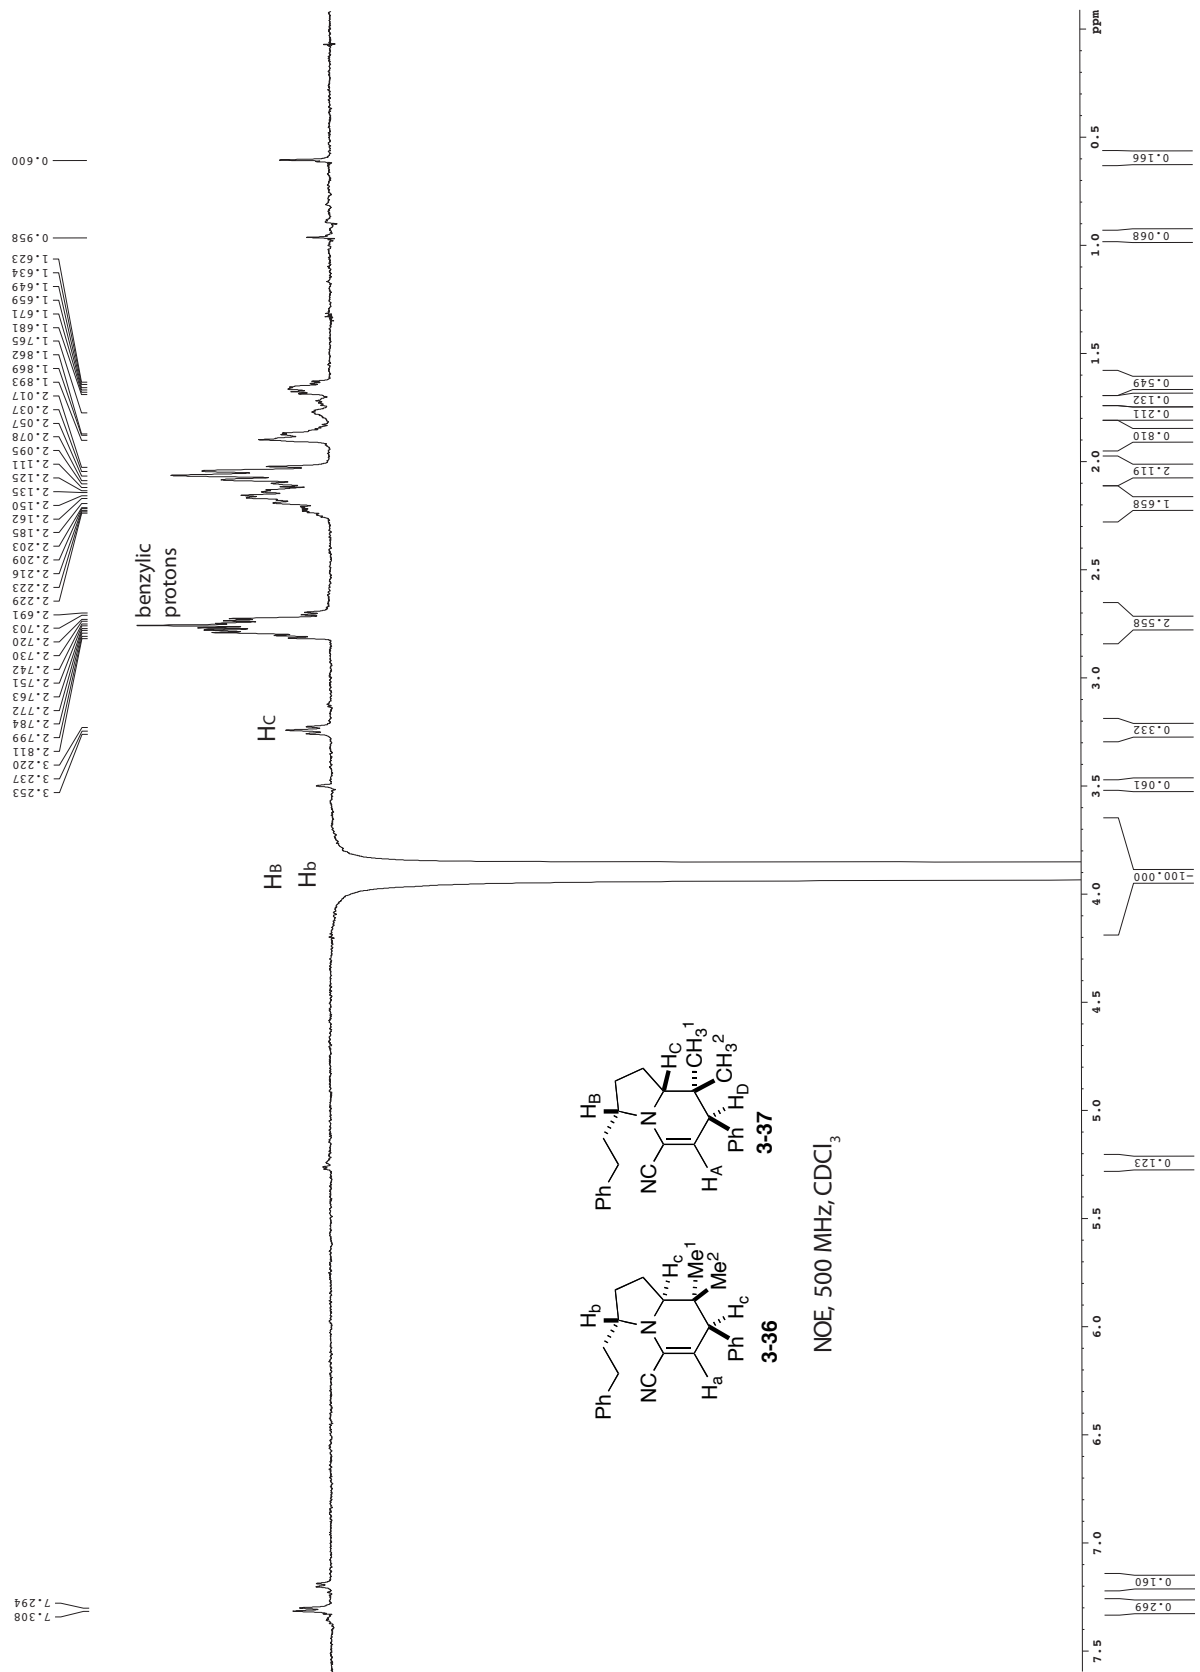 7.308
7.294
3.253
3.237
3.220
2.811
2.799
2.784
2.772
2.763
2.751
2.742
2.730
2.720
2.703
2.691
2.229
2.223
2.216
2.209
2.203
2.185
2.162
2.150
2.135
2.125
2.111
2.095
2.078
2.057
2.037
2.017
1.893
1.869
1.862
1.765
1.681
1.671
1.659
1.649
1.634
1.623
0.958
0.600
benzylic
protons
HC
HB
Hb
Ph
Hb
NC
N
Hc
Me1
Me2
Ha
Ph
Hc
3-36
Ph
HB
NC
N
HC
CH3 1
CH3 2
HA
Ph
HD
3-37
NOE, 500 MHz, CDCl3
7.5 7.0 6.5 6.0 5.5 5.0 4.5 4.0 3.5 3.0 2.5 2.0 1.5 1.0 0.5 ppm
0.269
0.160
0.123
-100.000
0.061
0.332
2.558
1.658
2.119
0.810
0.211
0.132
0.549
0.068
0.166